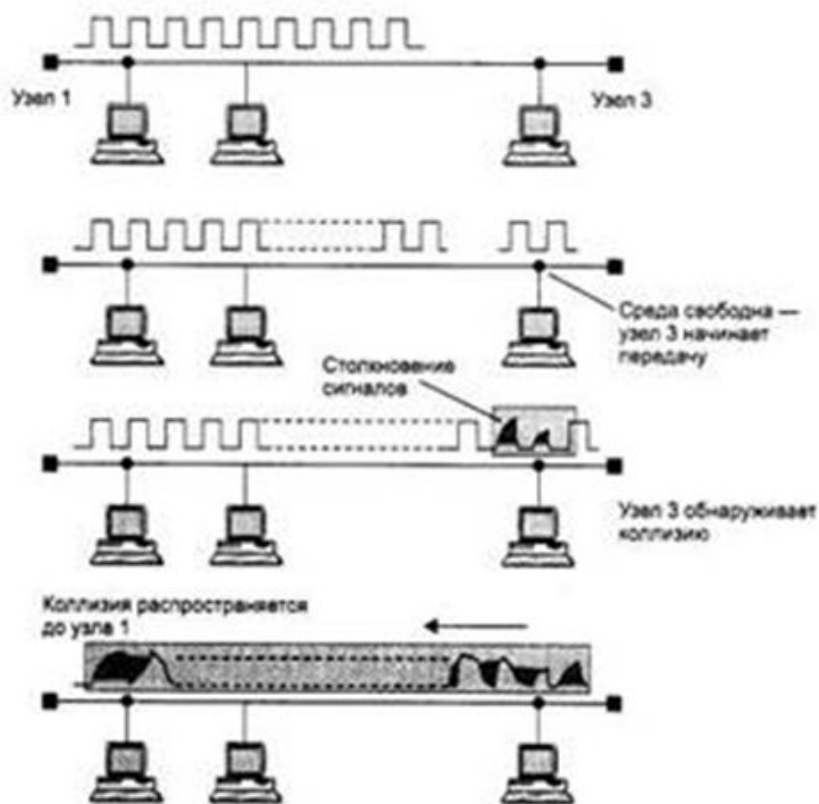 Узел 1
Узел 3
Среда свободна —
узел 3 начинает
передачу
Столкновение
сигналов
Узел 3 обнаруживает
коллизию
Коллизия распространяется
до узла 1